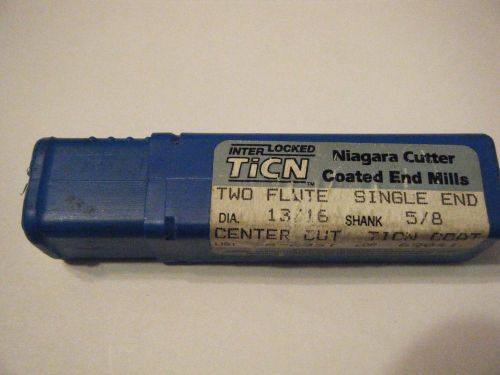 INTERLOCKED
TiCN™
Niagara Cutter
Coated End Mills
TWO FLUTE SINGLE END
DIA. 13/16 SHANK 5/8
CENTER CUT TICN COAT